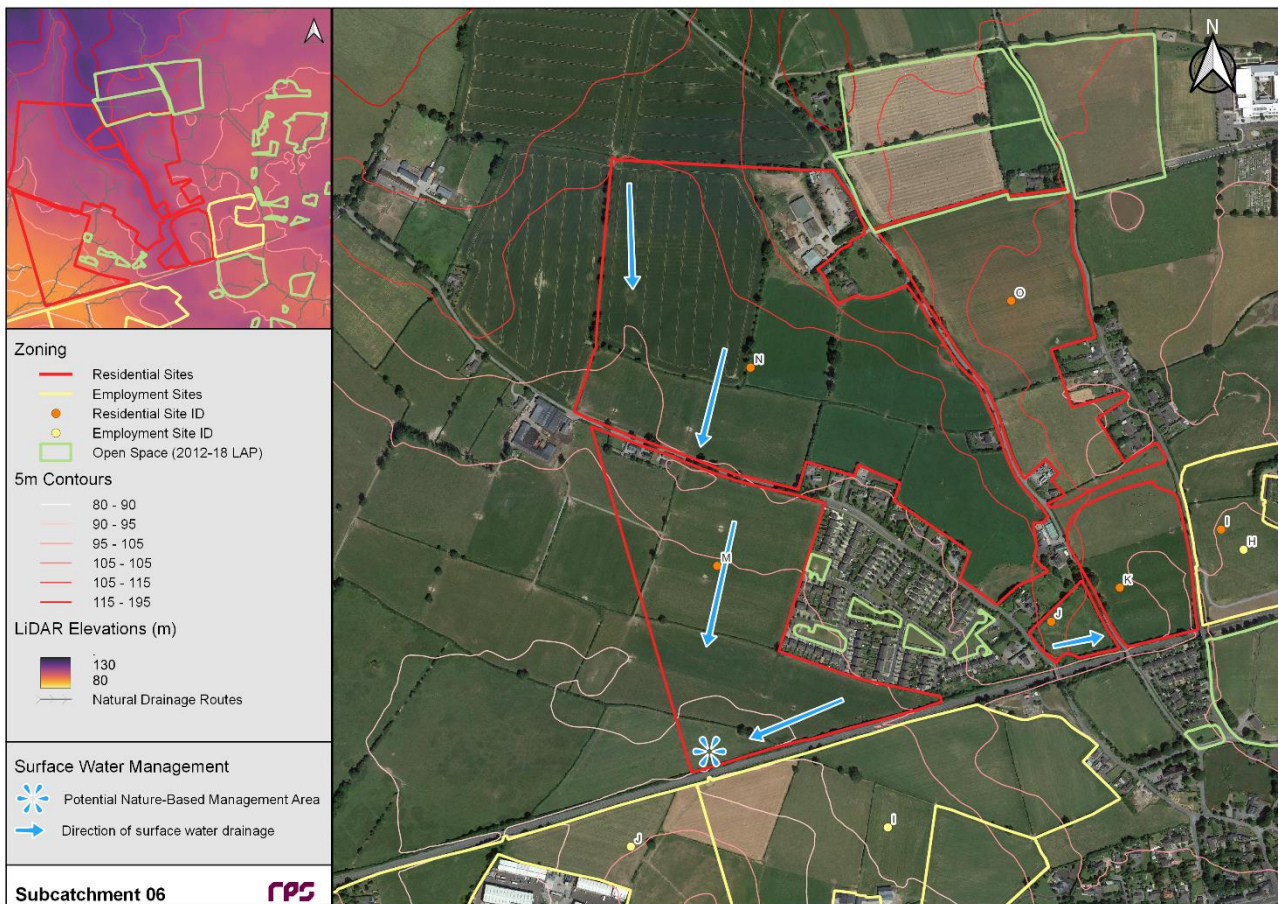 Zoning
Residential Sites
Employment Sites
Residential Site ID
Employment Site ID
Open Space (2012-18 LAP)
5m Contours
80 - 90
90 - 95
95 - 105
105 - 105
105 - 115
115 - 195
LiDAR Elevations (m)
130
80
Natural Drainage Routes
Surface Water Management
Potential Nature-Based Management Area
Direction of surface water drainage
Subcatchment 06
rps
N
O
N
M
I
H
K
J
I
J